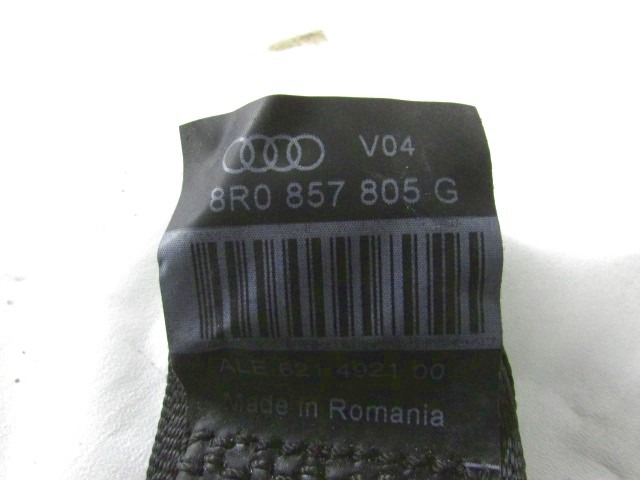 V04
8R0 857 805 G
ALE 621 4921 00
Made in Romania